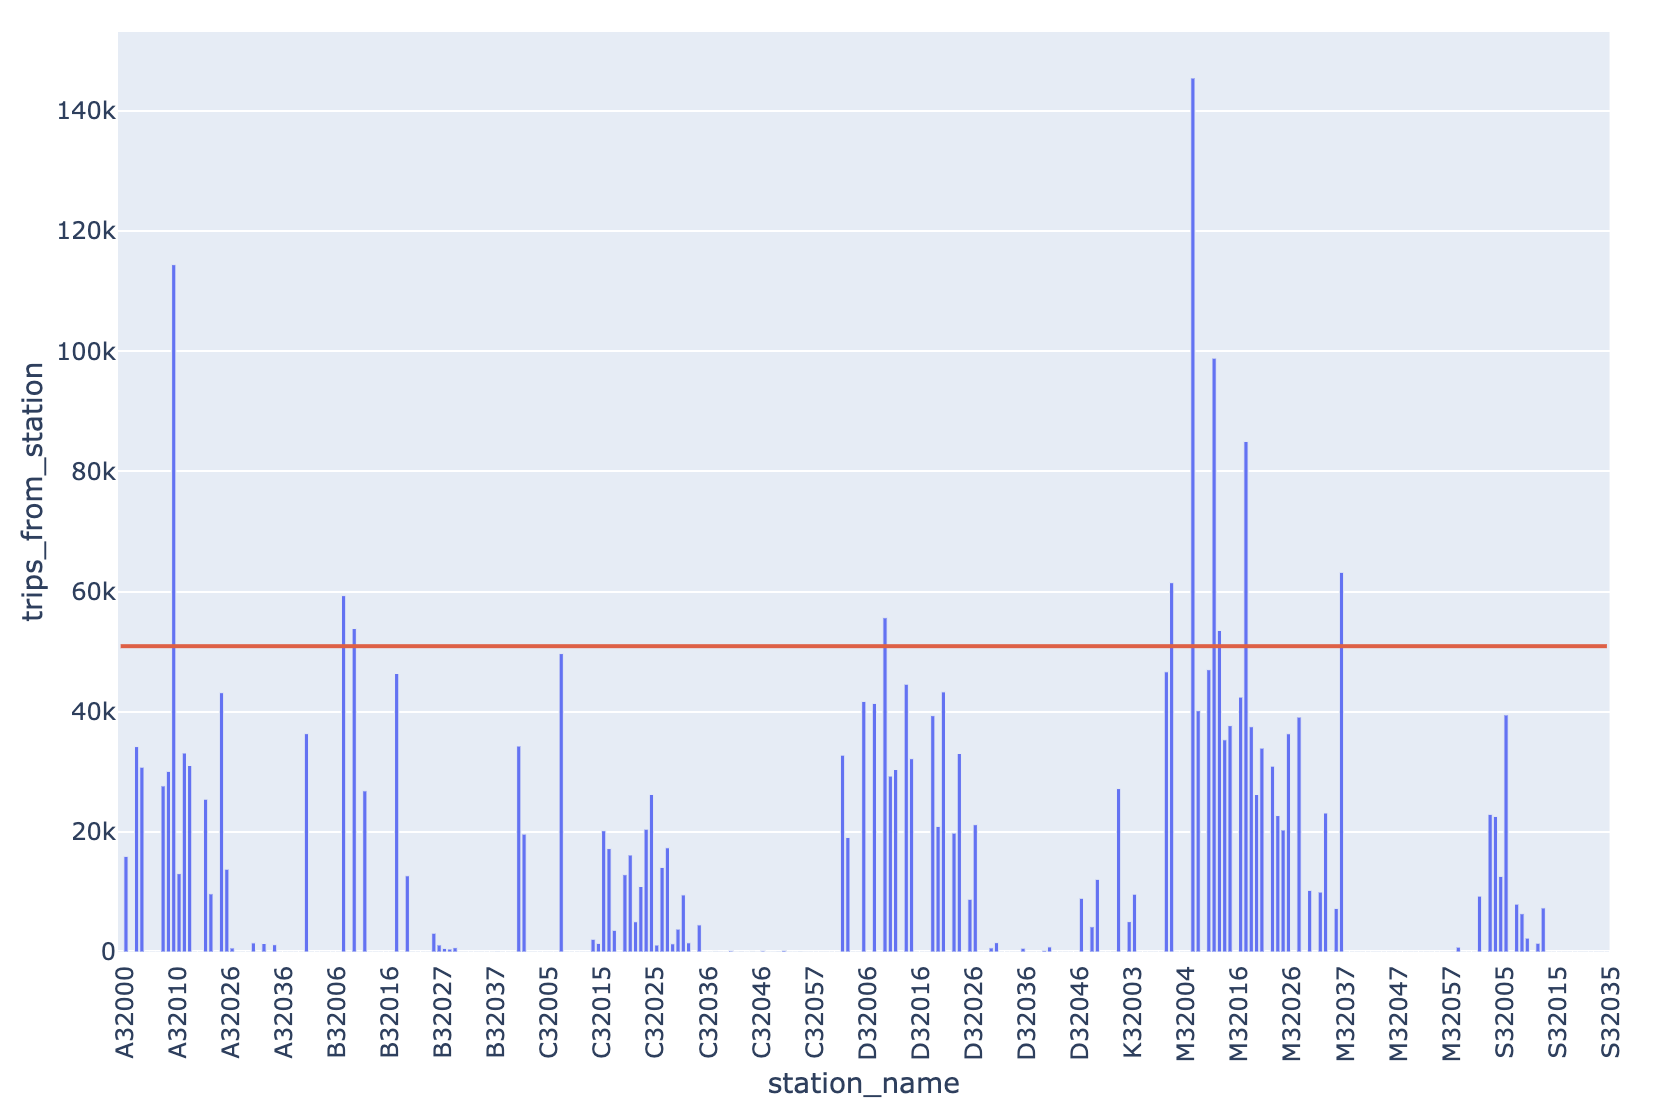 trips_from_station
140k
120k
100k
80k
60k
40k
20k
0
A32000
A32010
A32026
A32036
B32006
B32016
B32027
B32037
C32005
C32015
C32025
C32036
C32046
C32057
D32006
D32016
D32026
D32036
D32046
K32003
M32004
M32016
M32026
M32037
M32047
M32057
S32005
S32015
S32035
station_name